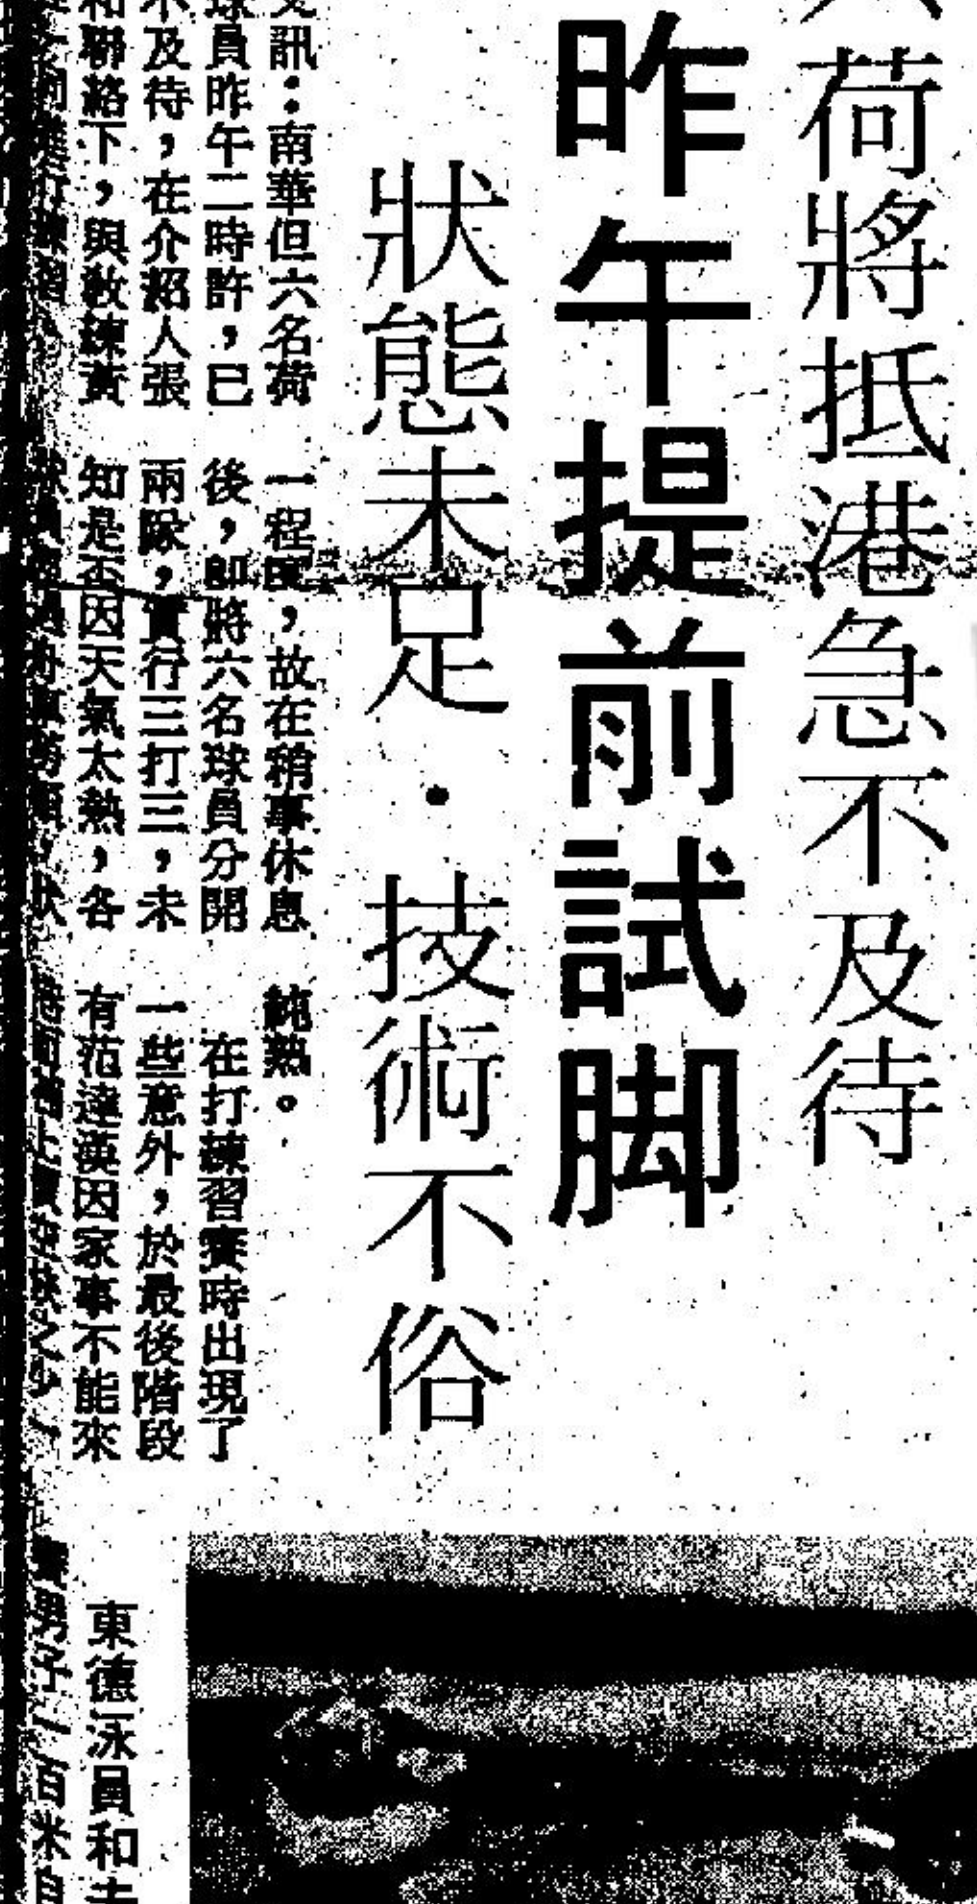 荷將抵港急不及待
昨午提前試脚
狀態未足·技術不俗
訊：南華但六名荷
球員昨午二時許，已
不及待，在介紹人張
和聯絡下，與教練黃
一程度，故在稍事休息
後，即將六名球員分開
兩隊，實行三打三，未
知是否因天氣太熱，各
純熟。
在打練習賽時出現了
一些意外，於最後階段
有范達漢因家事不能來
東德泳員和
男子二百米自